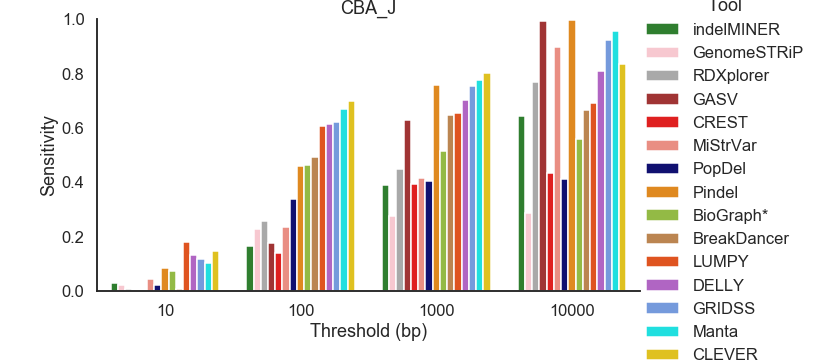 CBA_J
Tool
1.0
0.8
0.6
0.4
0.2
0.0
Sensitivity
10
100
1000
10000
Threshold (bp)
indelMINER
GenomeSTRiP
RDXplorer
GASV
CREST
MiStrVar
PopDel
Pindel
BioGraph*
BreakDancer
LUMPY
DELLY
GRIDSS
Manta
CLEVER